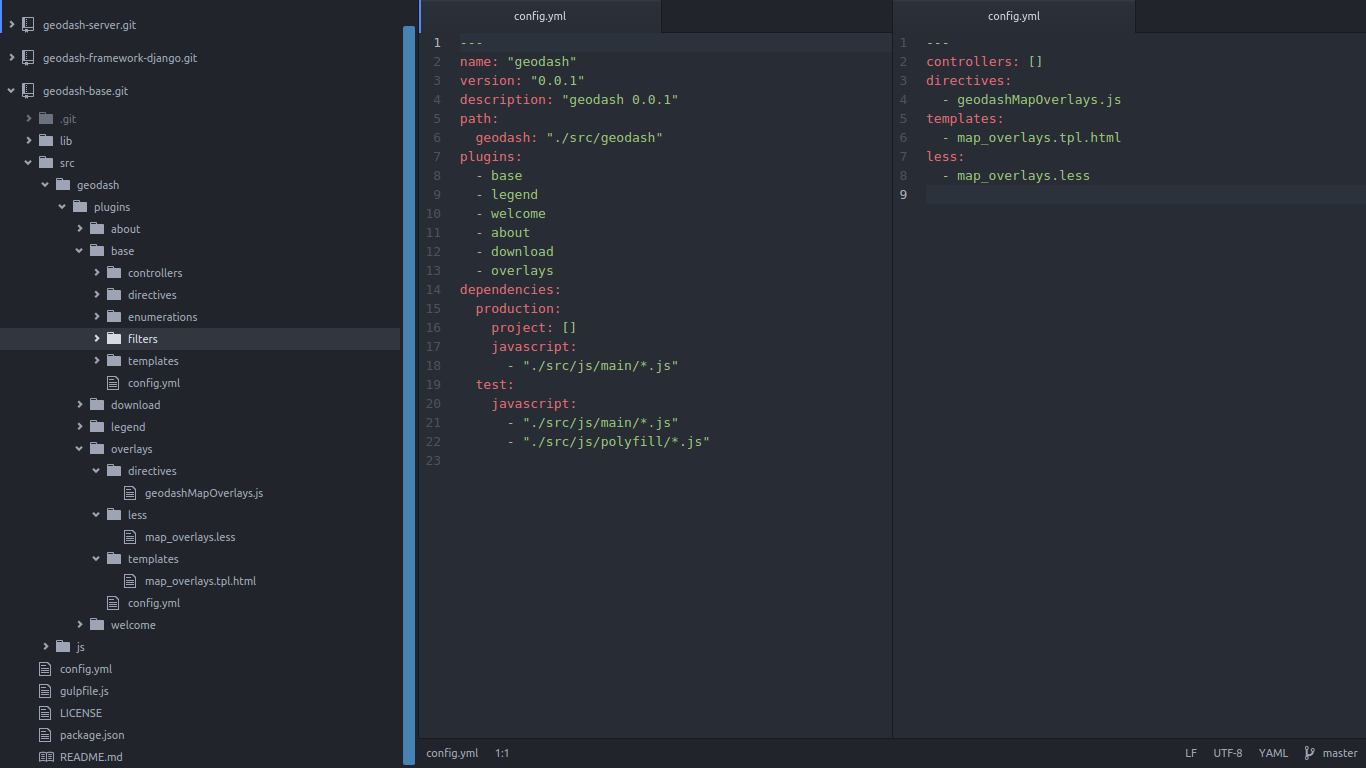 geodash-server.git
geodash-framework-django.git
geodash-base.git
.git
lib
src
geodash
plugins
about
base
controllers
directives
enumerations
filters
templates
config.yml
download
legend
overlays
directives
geodashMapOverlays.js
less
map_overlays.less
templates
map_overlays.tpl.html
config.yml
welcome
js
config.yml
gulpfile.js
LICENSE
package.json
README.md
config.yml
1 ---
2 name: "geodash"
3 version: "0.0.1"
4 description: "geodash 0.0.1"
5 path:
6 geodash: "./src/geodash"
7 plugins:
8 - base
9 - legend
10 - welcome
11 - about
12 - download
13 - overlays
14 dependencies:
15 production:
16 project: []
17 javascript:
18 - "./src/js/main/*.js"
19 test:
20 javascript:
21 - "./src/js/main/*.js"
22 - "./src/js/polyfill/*.js"
23
config.yml
1 ---
2 controllers: []
3 directives:
4 - geodashMapOverlays.js
5 templates:
6 - map_overlays.tpl.html
7 less:
8 - map_overlays.less
9
config.yml 1:1 LF UTF-8 YAML master